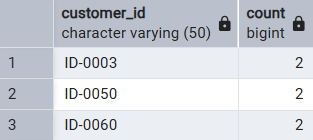 customer_id count
character varying (50) bigint
1 ID-0003 2
2 ID-0050 2
3 ID-0060 2